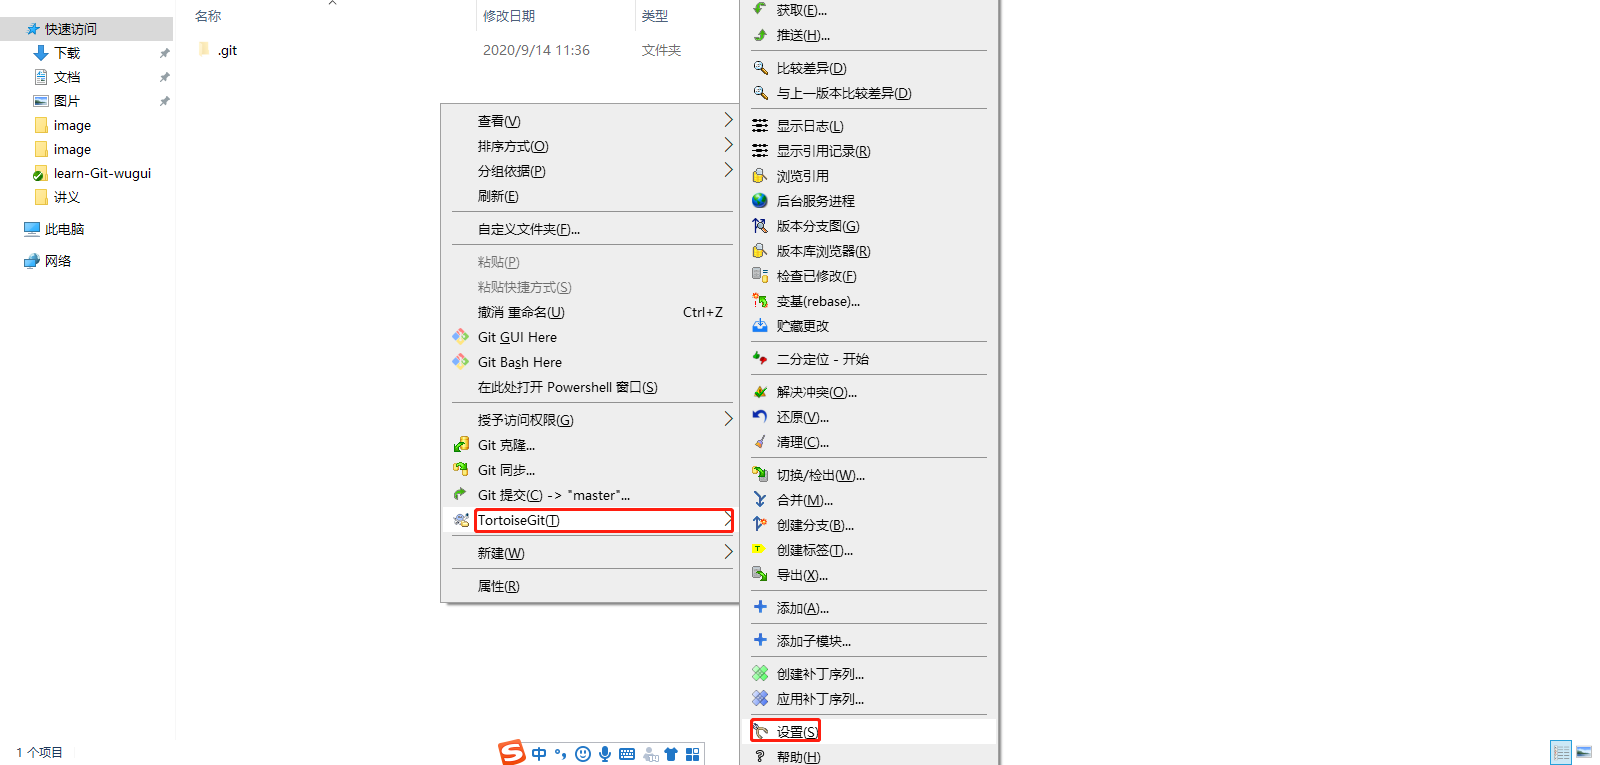 名称
修改日期
类型
快速访问
下载
文档
图片
image
image
learn-Git-wugui
讲义
此电脑
网络
.git
2020/9/14 11:36
文件夹
查看(V)
排序方式(O)
分组依据(P)
刷新(E)
自定义文件夹(F)...
粘贴(P)
粘贴快捷方式(S)
撤消 重命名(U)
Ctrl+Z
Git GUI Here
Git Bash Here
在此处打开 Powershell 窗口(S)
授予访问权限(G)
Git 克隆...
Git 同步...
Git 提交(C) -> "master"...
TortoiseGit(T)
新建(W)
属性(R)
获取(F)...
推送(H)...
比较差异(D)
与上一版本比较差异(D)
显示日志(L)
显示引用记录(R)
浏览引用
后台服务进程
版本分支图(G)
版本库浏览器(R)
检查已修改(F)
变基(rebase)...
贮藏更改
二分定位 - 开始
解决冲突(O)...
还原(V)...
清理(C)...
切换/检出(W)...
合并(M)...
创建分支(B)...
创建标签(T)...
导出(X)...
添加(A)...
添加子模块...
创建补丁序列...
应用补丁序列...
设置(S)
帮助(H)
1 个项目
中